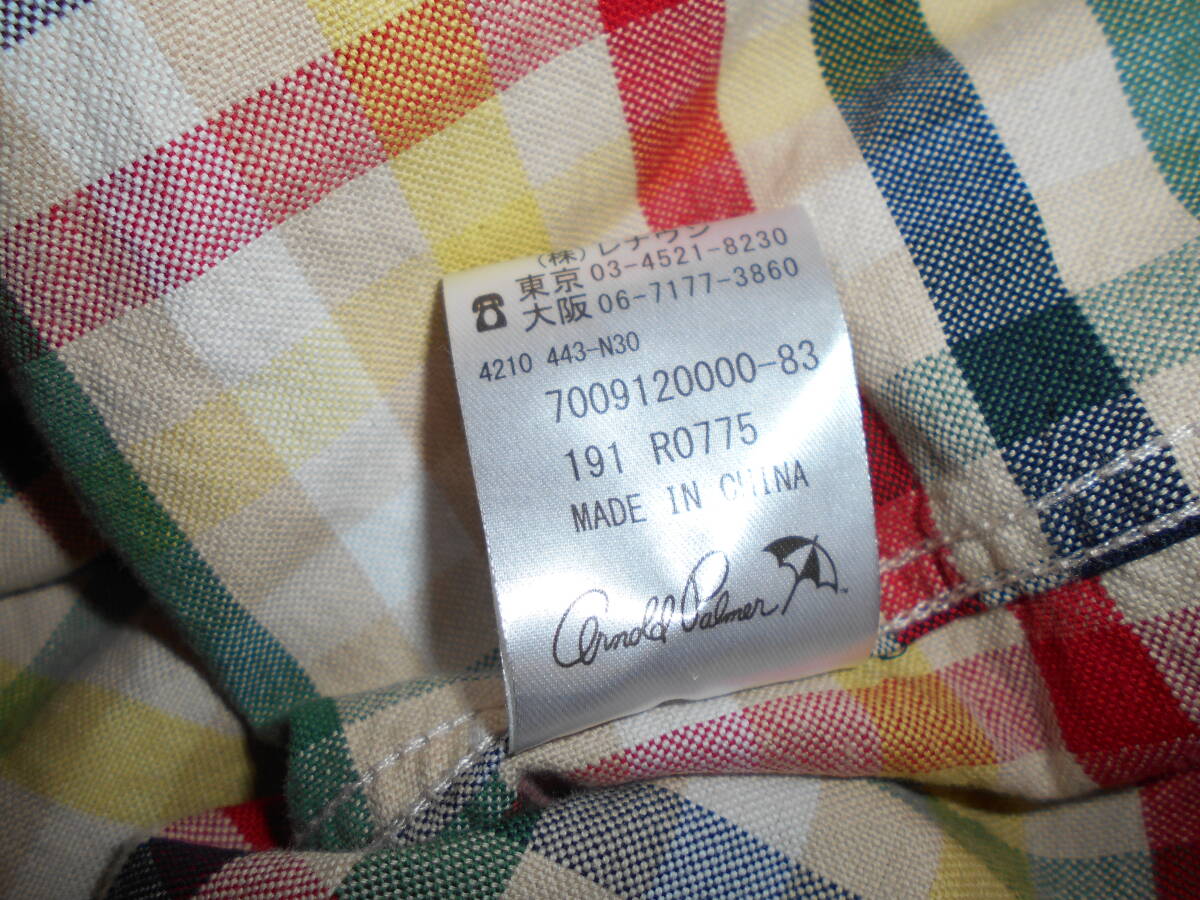 (株)レナウン
☎ 東京 03-4521-8230
大阪 06-7177-3860
4210 443-N30
7009120000-83
191 R0775
MADE IN CHINA
Arnold Palmer™